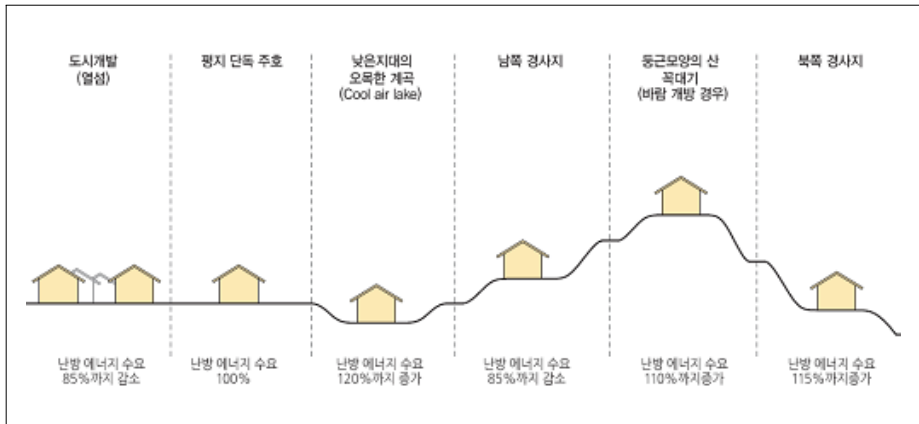 도시개발
(열섬)
평지 단독 주호
낮은지대의
오목한 계곡
(Cool air lake)
남쪽 경사지
둥근모양의 산
꼭대기
(바람 개방 경우)
북쪽 경사지
난방 에너지 수요
85%까지 감소
난방 에너지 수요
100%
난방 에너지 수요
120%까지 증가
난방 에너지 수요
85%까지 감소
난방 에너지 수요
110%까지증가
난방 에너지 수요
115%까지증가